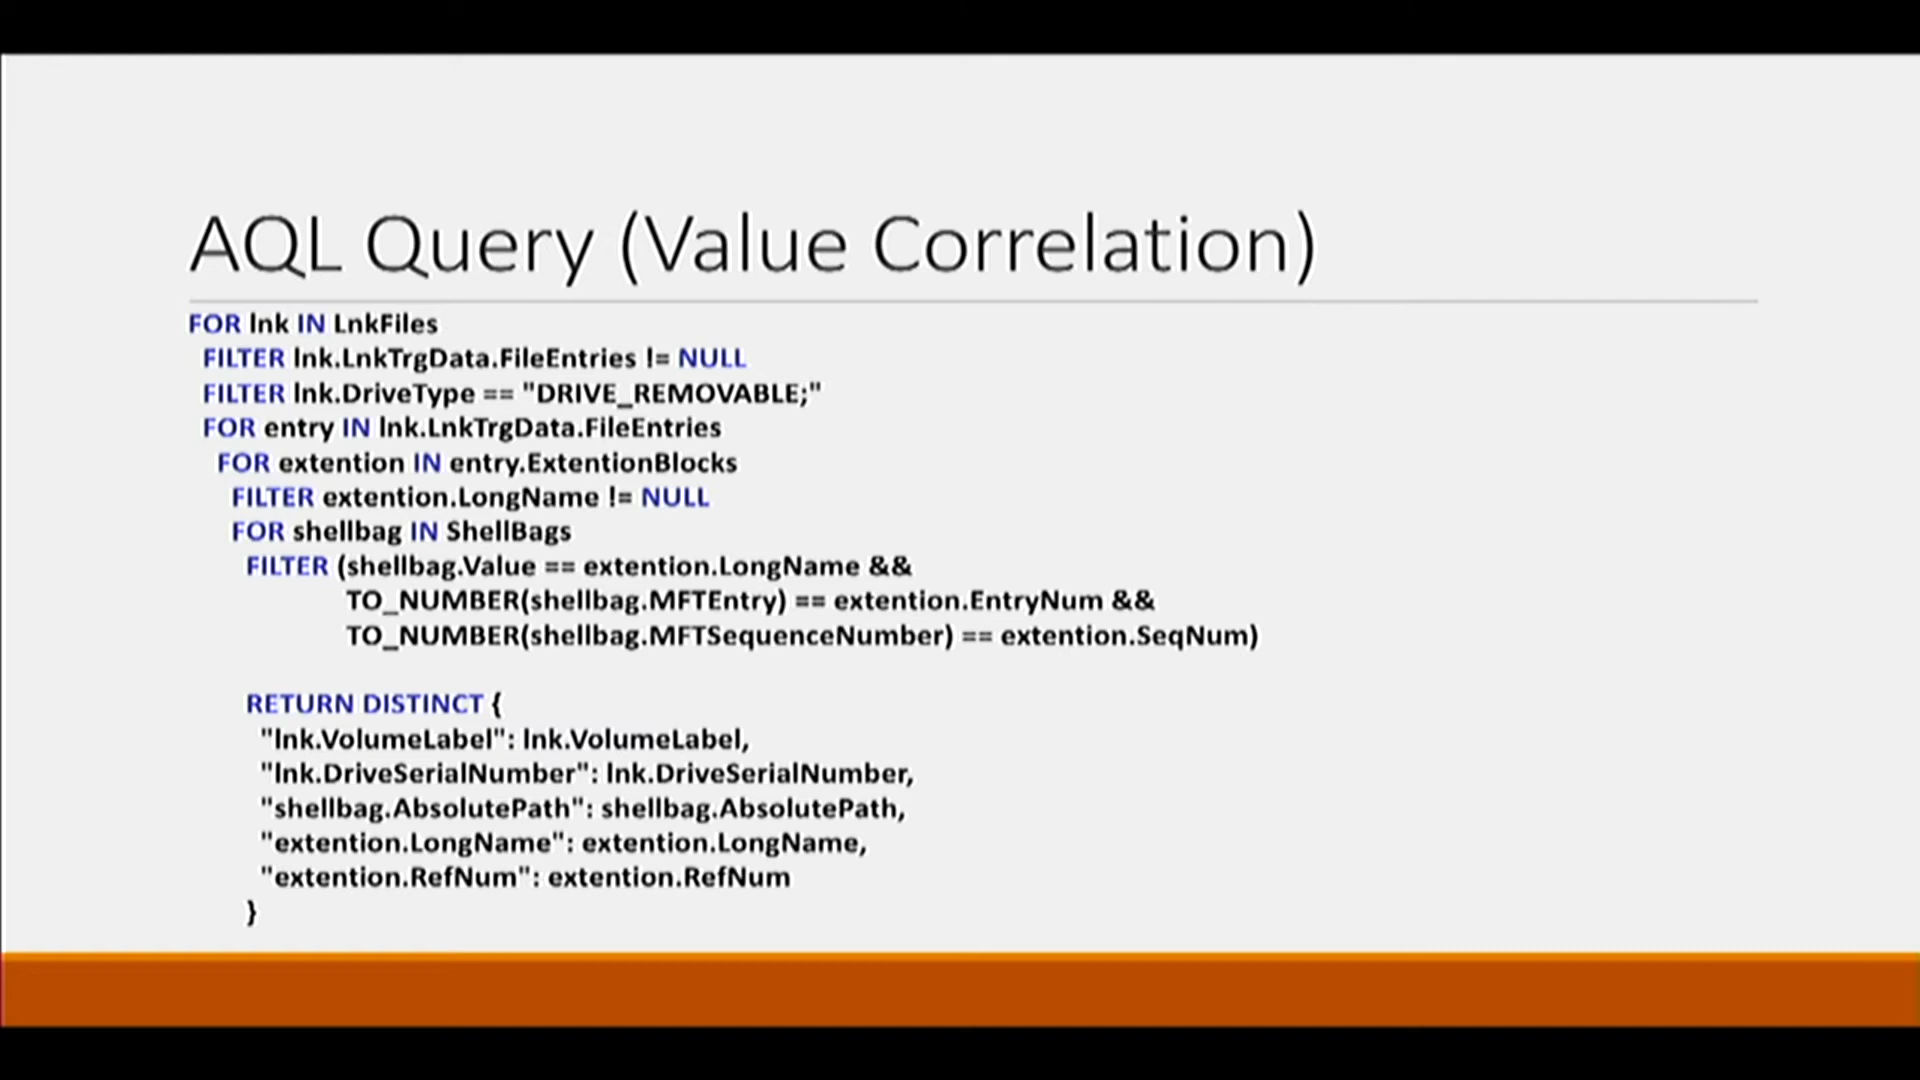 AQL Query (Value Correlation)
FOR lnk IN LnkFiles
FILTER lnk.LnkTrgData.FileEntries != NULL
FILTER lnk.DriveType == "DRIVE_REMOVABLE;"
FOR entry IN lnk.LnkTrgData.FileEntries
FOR extention IN entry.ExtentionBlocks
FILTER extention.LongName != NULL
FOR shellbag IN ShellBags
FILTER (shellbag.Value == extention.LongName &&
TO_NUMBER(shellbag.MFTEntry) == extention.EntryNum &&
TO_NUMBER(shellbag.MFTSequenceNumber) == extention.SeqNum)
RETURN DISTINCT {
"lnk.VolumeLabel": lnk.VolumeLabel,
"lnk.DriveSerialNumber": lnk.DriveSerialNumber,
"shellbag.AbsolutePath": shellbag.AbsolutePath,
"extention.LongName": extention.LongName,
"extention.RefNum": extention.RefNum
}